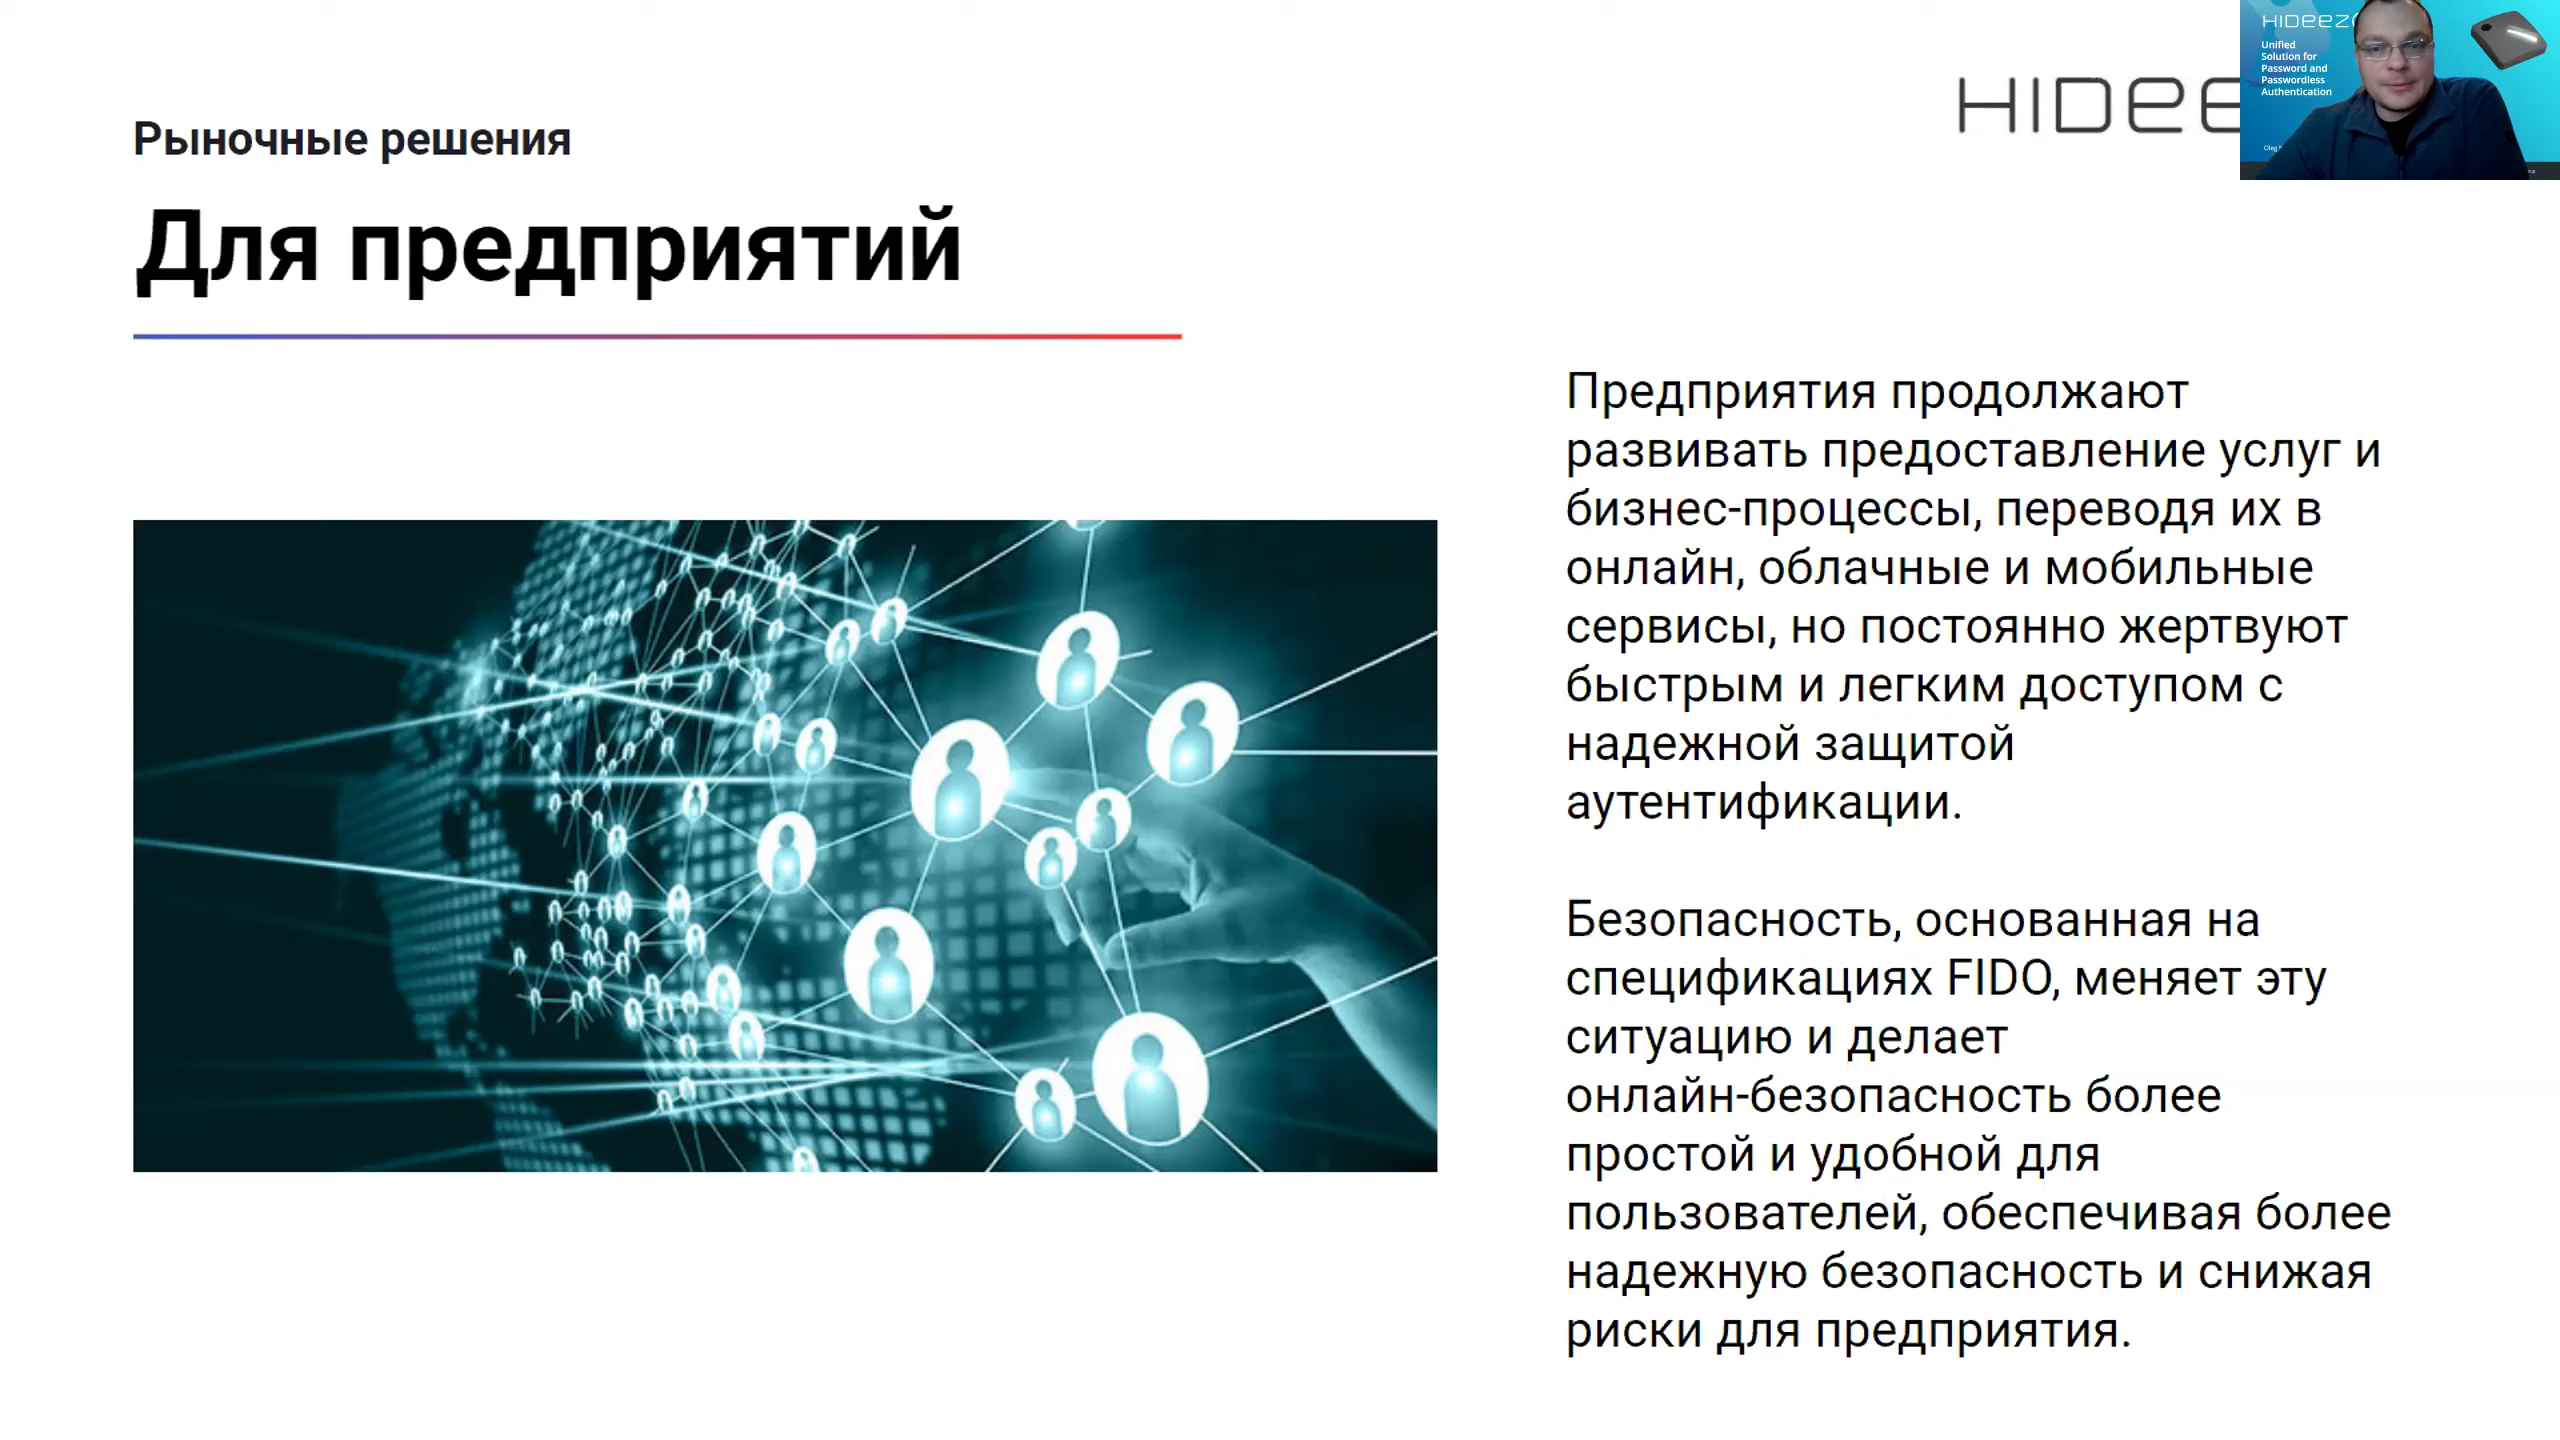 Рыночные решения
Для предприятий
HIDEE
HIDEEZ
Unified
Solution for
Password and
Passwordless
Authentication
Oleg
Предприятия продолжают
развивать предоставление услуг и
бизнес-процессы, переводя их в
онлайн, облачные и мобильные
сервисы, но постоянно жертвуют
быстрым и легким доступом с
надежной защитой
аутентификации.
Безопасность, основанная на
спецификациях FIDO, меняет эту
ситуацию и делает
онлайн-безопасность более
простой и удобной для
пользователей, обеспечивая более
надежную безопасность и снижая
риски для предприятия.